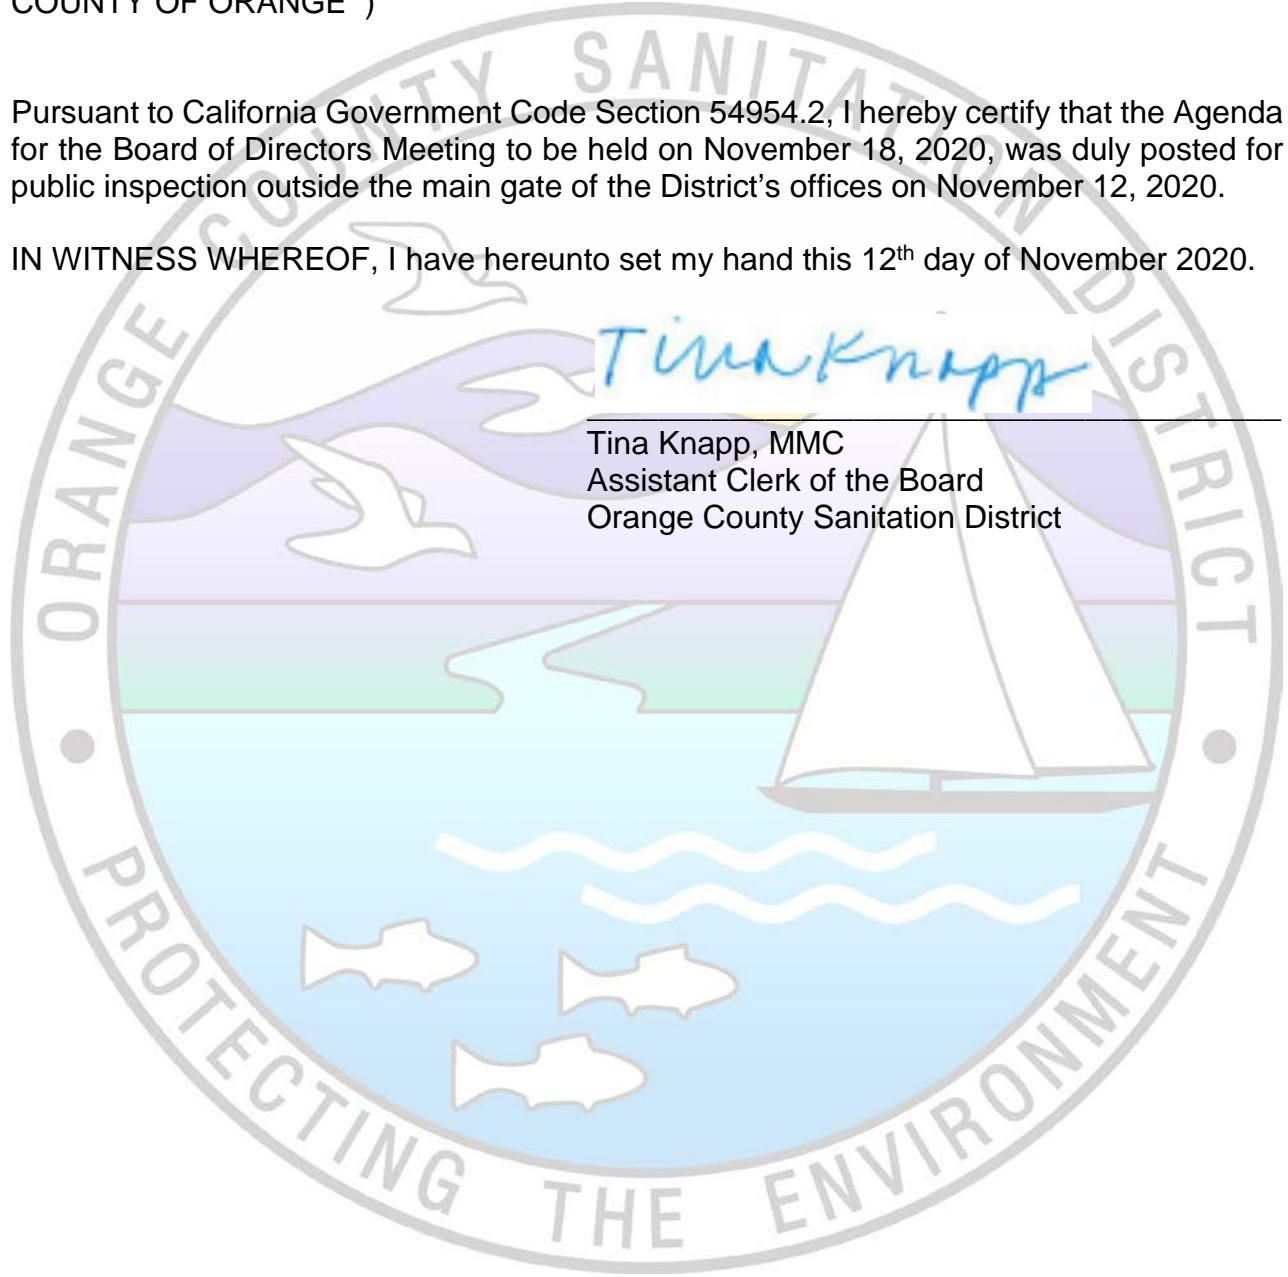 COUNTY OF ORANGE )
Pursuant to California Government Code Section 54954.2, I hereby certify that the Agenda
for the Board of Directors Meeting to be held on November 18, 2020, was duly posted for
public inspection outside the main gate of the District’s offices on November 12, 2020.
IN WITNESS WHEREOF, I have hereunto set my hand this 12th day of November 2020.
Tina Knapp
Tina Knapp, MMC
Assistant Clerk of the Board
Orange County Sanitation District
ORANGE COUNTY SANITATION DISTRICT
PROTECTING THE ENVIRONMENT